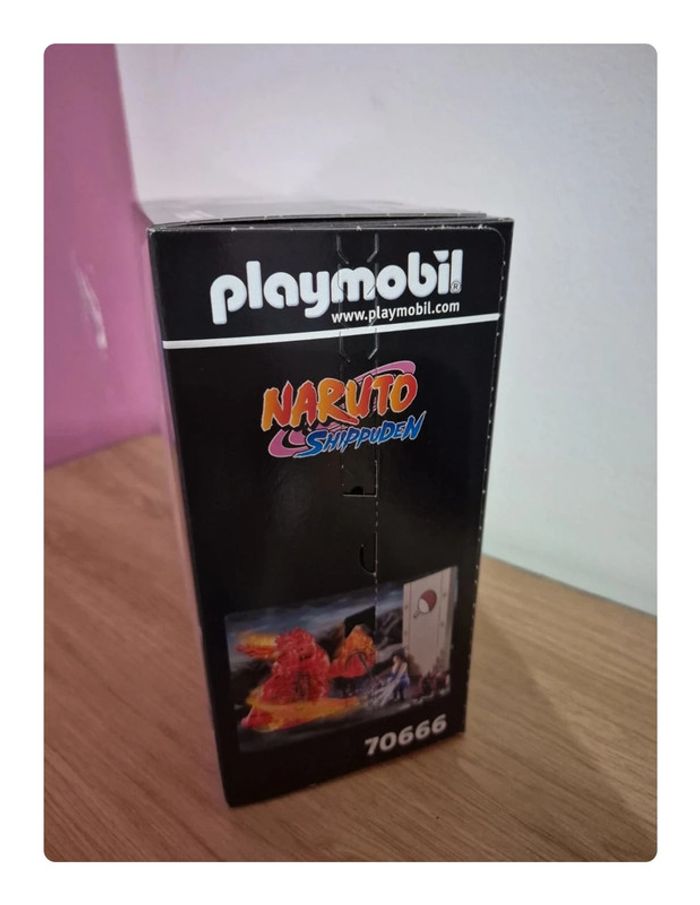 playmobil®
www.playmobil.com
NARUTO
SHIPPUDEN
70666